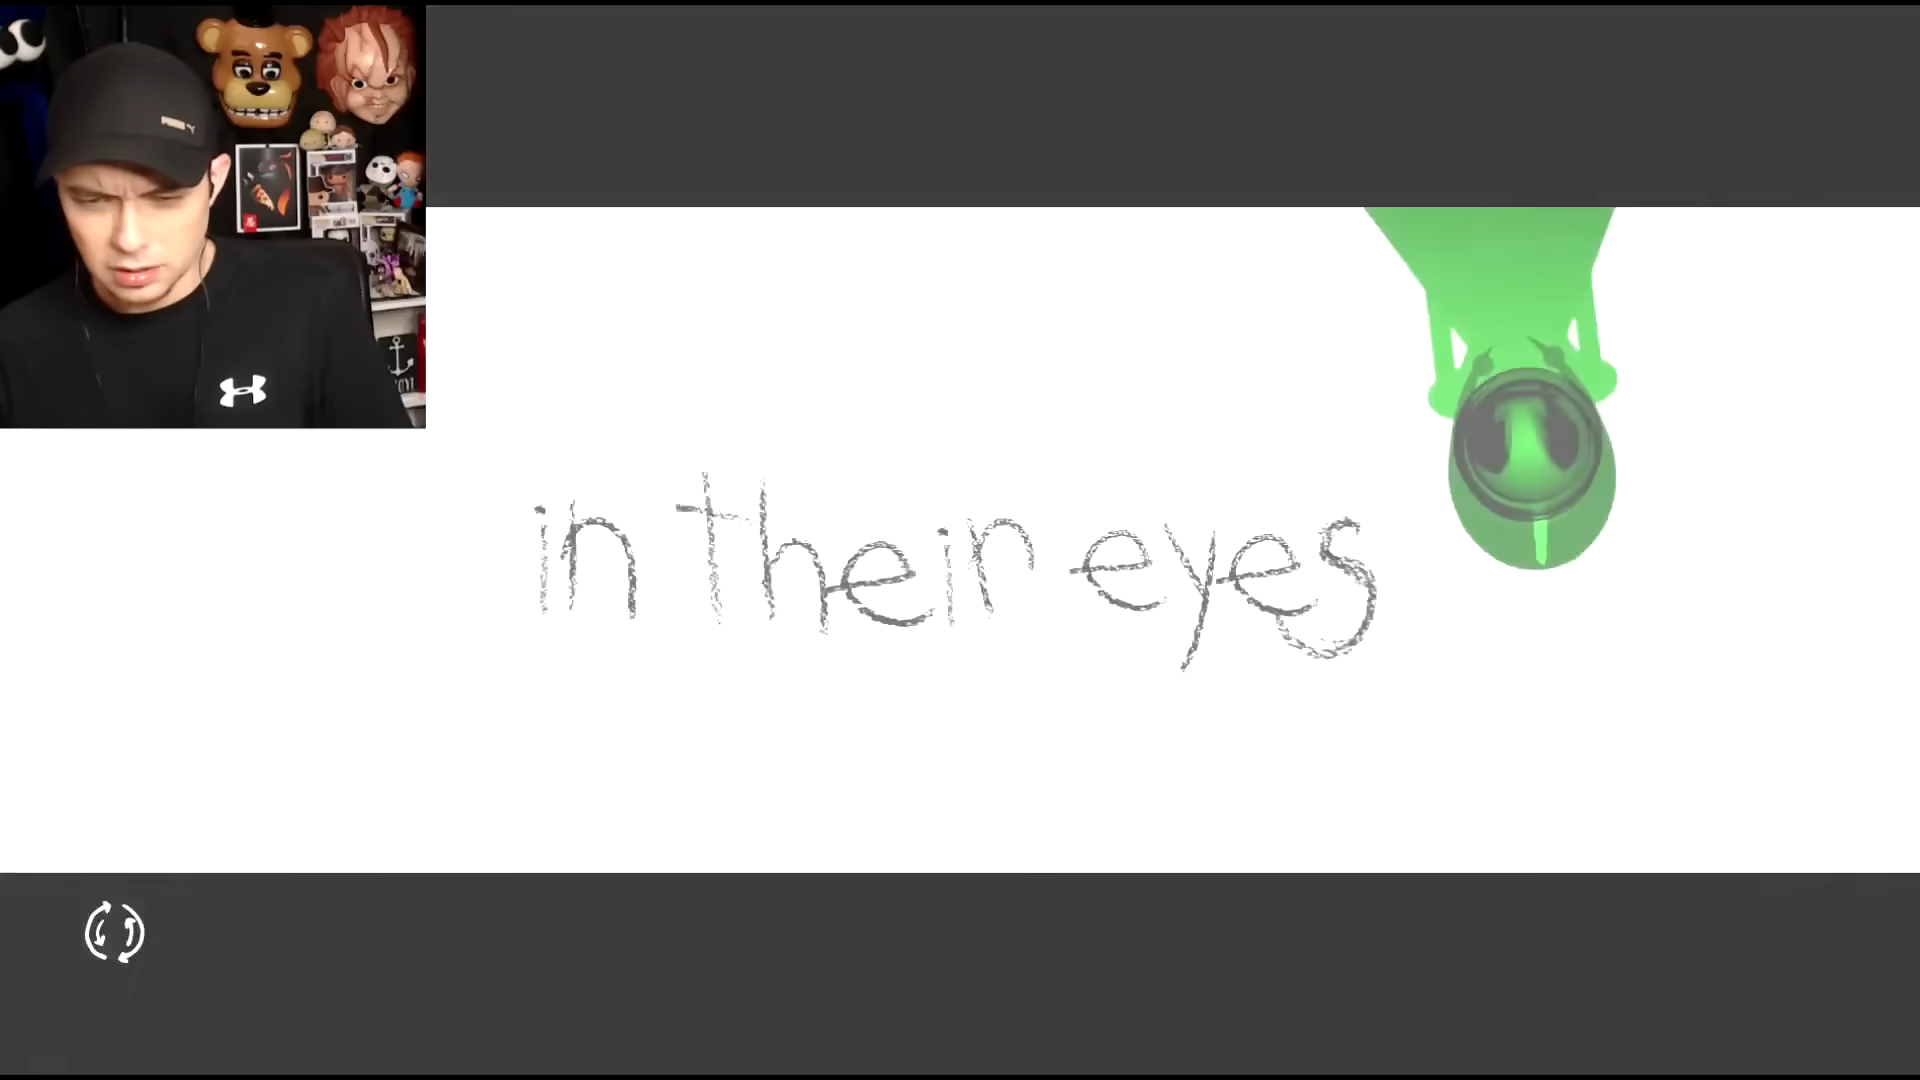 in their eyes